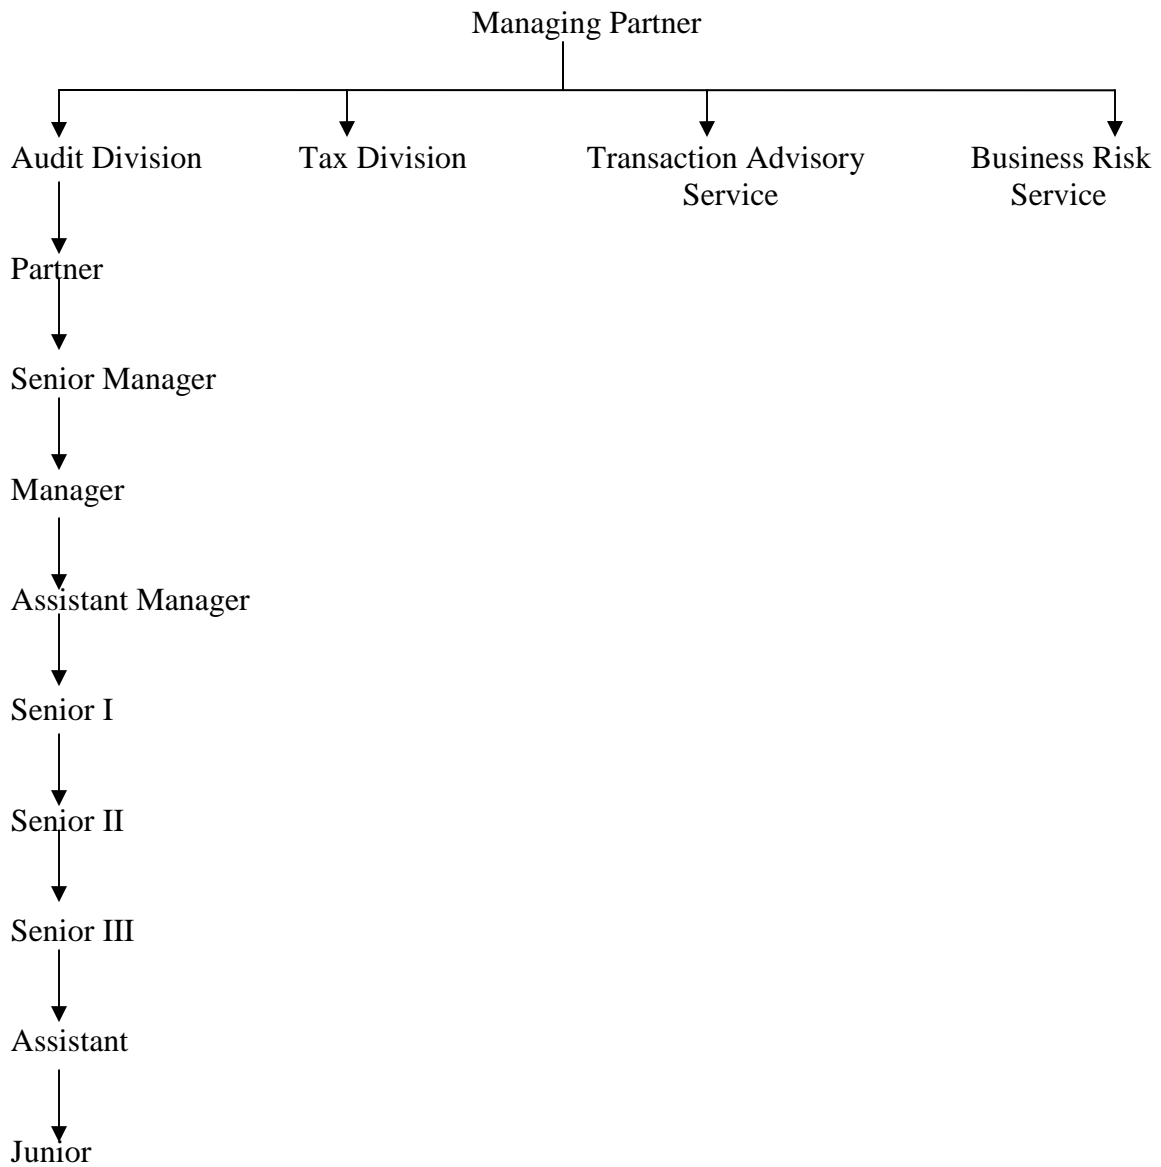 Managing Partner
Audit Division
Tax Division
Transaction Advisory
Service
Business Risk
Service
Partner
Senior Manager
Manager
Assistant Manager
Senior I
Senior II
Senior III
Assistant
Junior